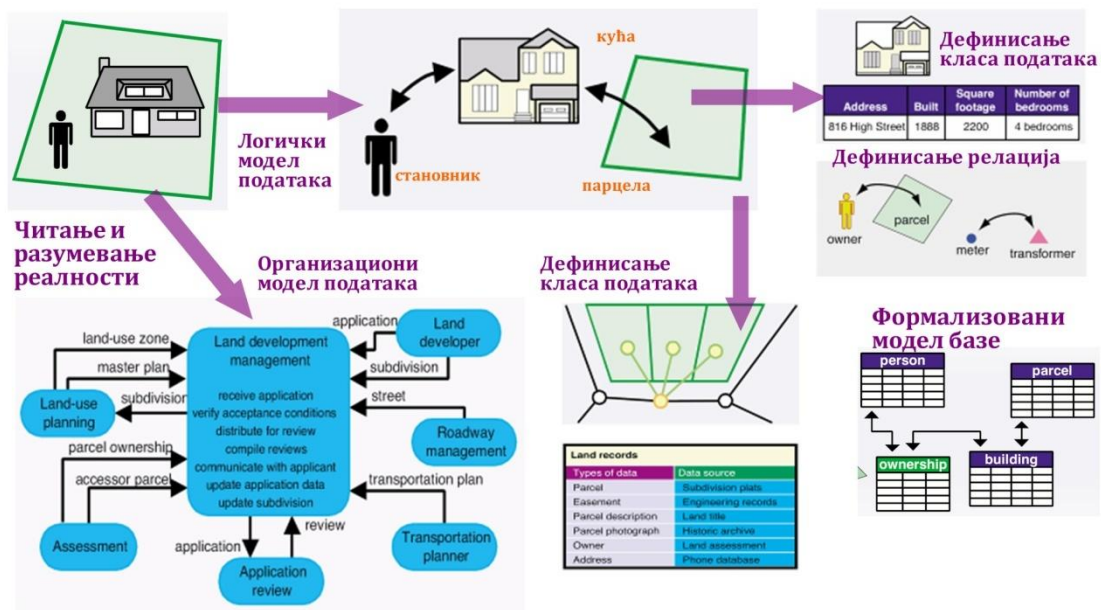 Логички
модел
података
становник
кућа
парцела
Дефинисање
класа података
Address Built Square footage Number of bedrooms
816 High Street 1888 2200 4 bedrooms
Дефинисање релација
owner
parcel
meter
transformer
Читање и
разумевање
реалности
Организациони
модел података
land-use zone
master plan
subdivision
Land-use
planning
parcel ownership
accessor parcel
Assessment
Land development
management
receive application
verify acceptance conditions
distribute for review
compile reviews
communicate with applicant
update application data
update subdivision
application
Land
developer
subdivision
street
Roadway
management
transportation plan
Transportation
planner
application
review
Application
review
Дефинисање
класа података
Land records
Types of data Data source
Parcel Subdivision plats
Easement Engineering records
Parcel description Land title
Parcel photograph Historic archive
Owner Land assessment
Address Phone database
Формализовани
модел базе
person
parcel
ownership
building